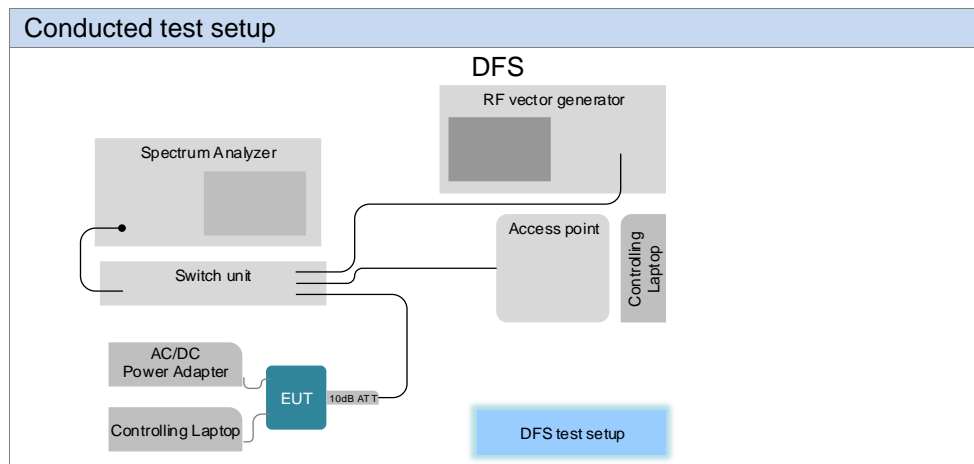 Conducted test setup
DFS
RF vector generator
Spectrum Analyzer
Access point
Controlling
Laptop
Switch unit
AC/DC
Power Adapter
EUT
10dB ATT
Controlling Laptop
DFS test setup